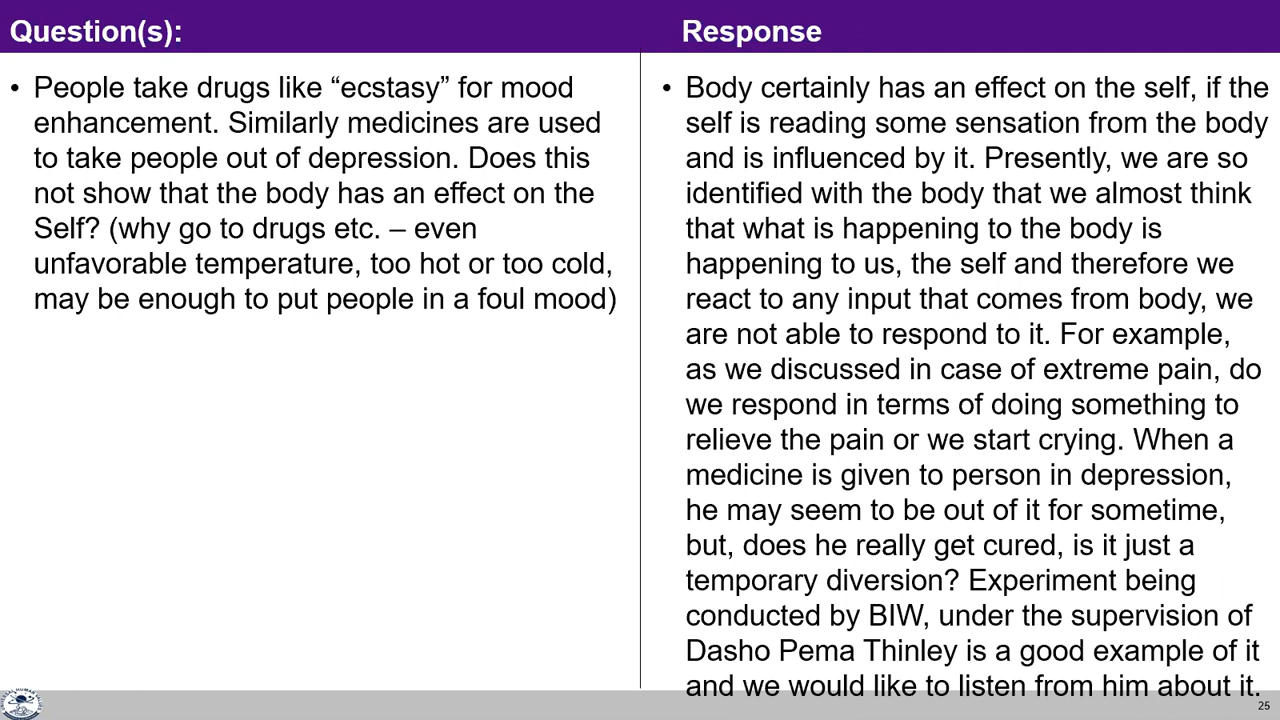 Question(s):
Response
• People take drugs like “ecstasy” for mood
enhancement. Similarly medicines are used
to take people out of depression. Does this
not show that the body has an effect on the
Self? (why go to drugs etc. – even
unfavorable temperature, too hot or too cold,
may be enough to put people in a foul mood)
• Body certainly has an effect on the self, if the
self is reading some sensation from the body
and is influenced by it. Presently, we are so
identified with the body that we almost think
that what is happening to the body is
happening to us, the self and therefore we
react to any input that comes from body, we
are not able to respond to it. For example,
as we discussed in case of extreme pain, do
we respond in terms of doing something to
relieve the pain or we start crying. When a
medicine is given to person in depression,
he may seem to be out of it for sometime,
but, does he really get cured, is it just a
temporary diversion? Experiment being
conducted by BIW, under the supervision of
Dasho Pema Thinley is a good example of it
and we would like to listen from him about it.
25